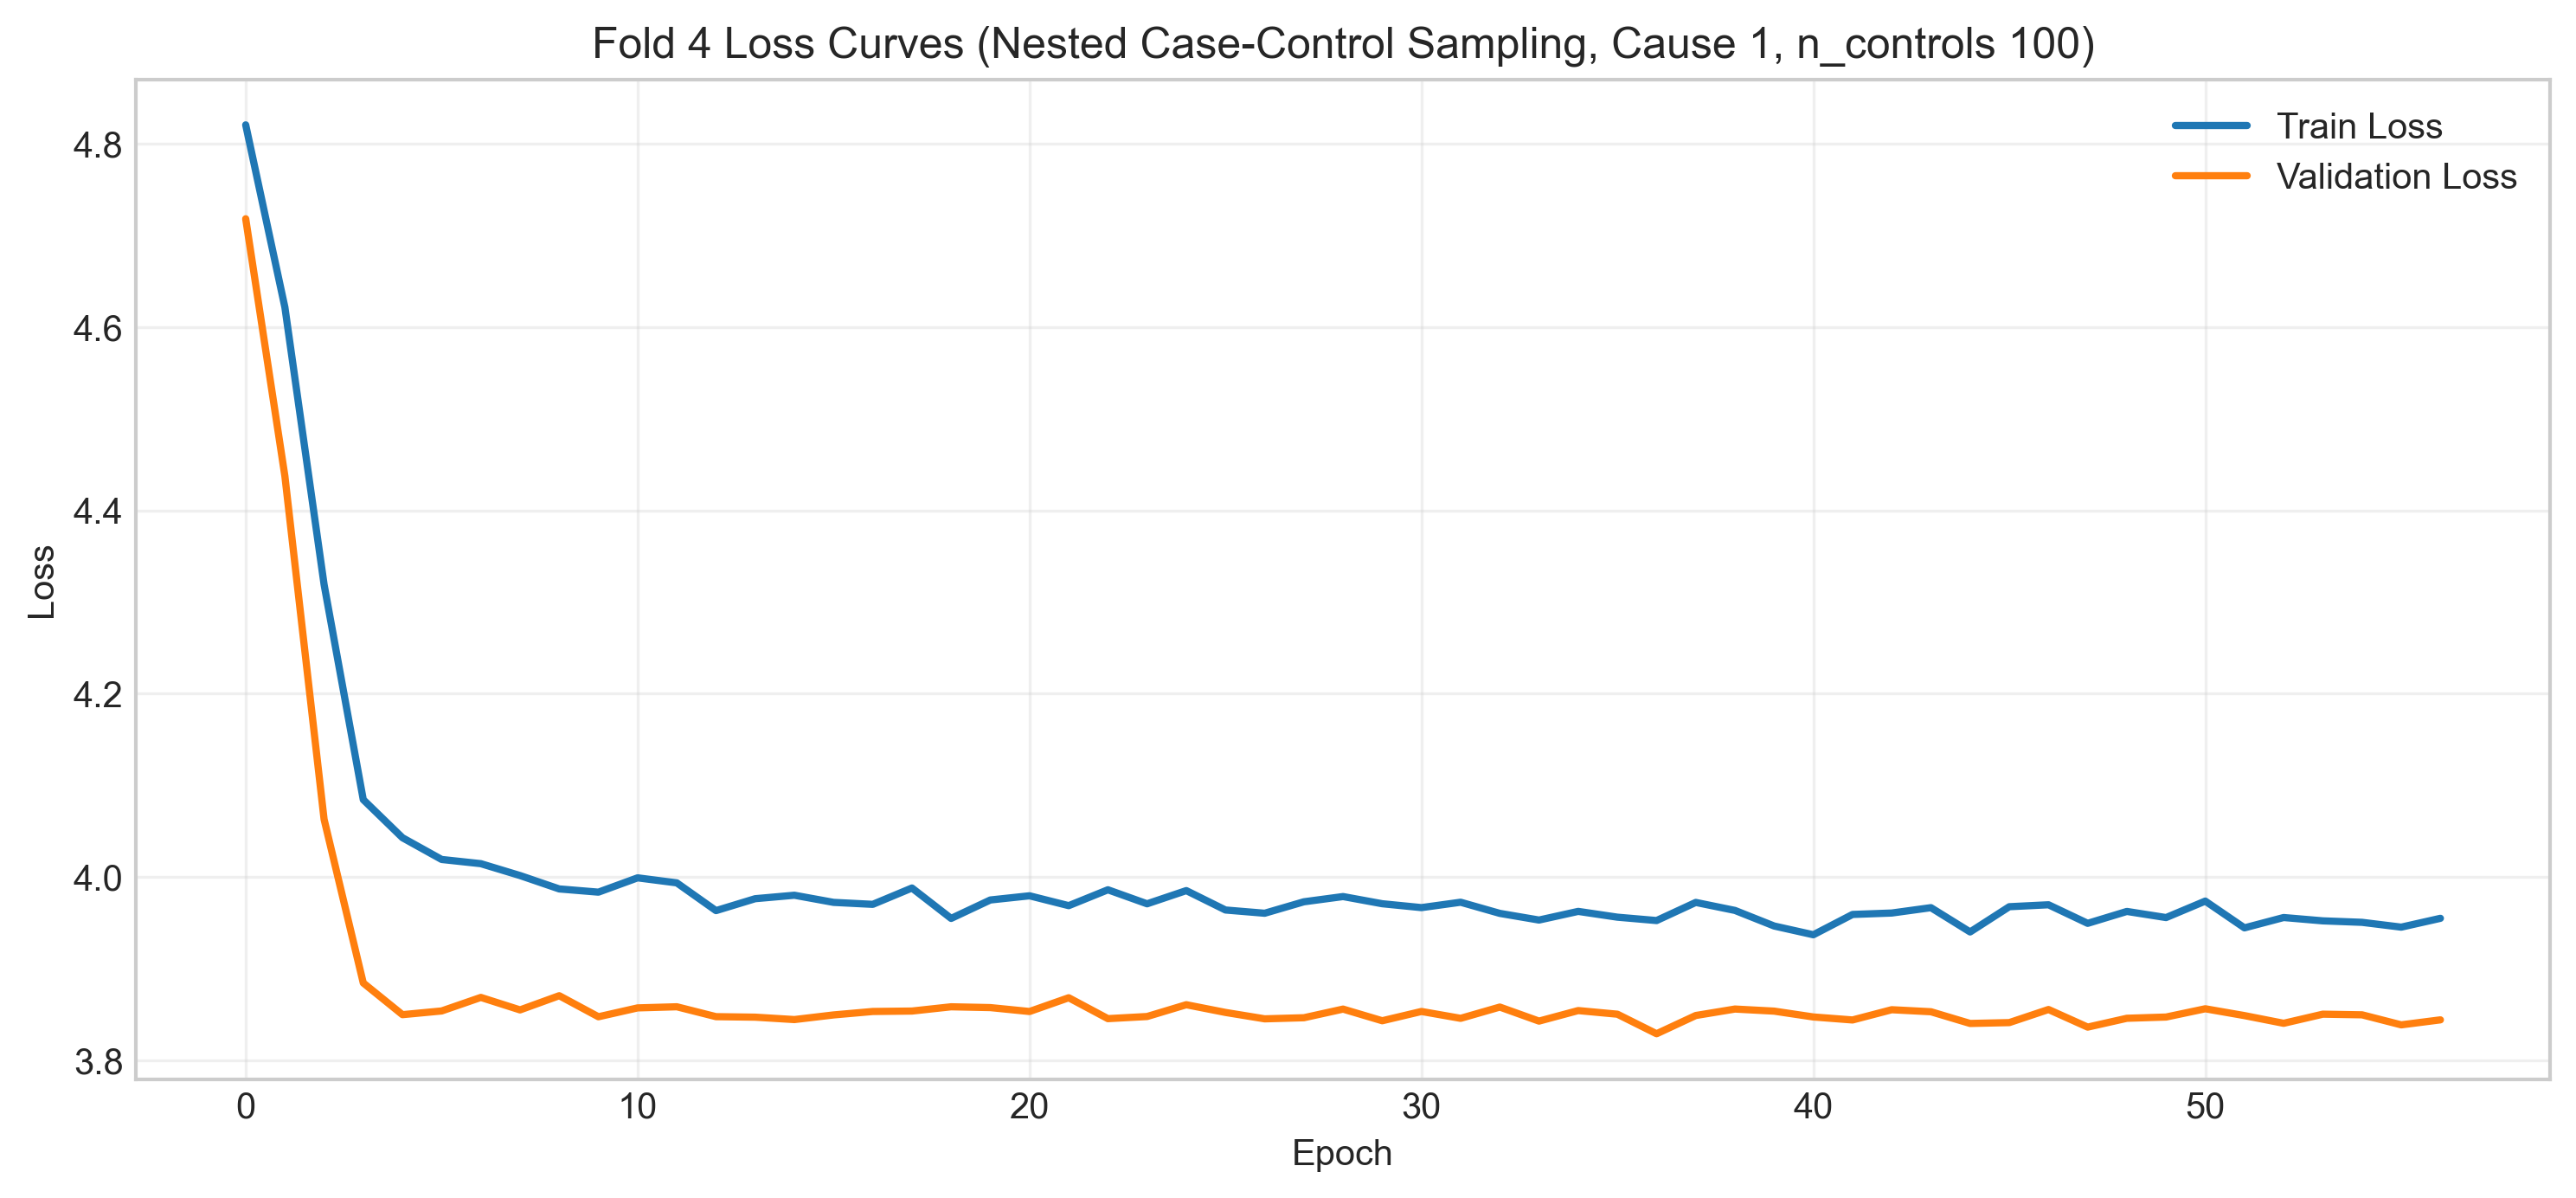 Fold 4 Loss Curves (Nested Case-Control Sampling, Cause 1, n_controls 100)
Train Loss
Validation Loss
4.8
4.6
4.4
4.2
4.0
3.8
Loss
0 10 20 30 40 50
Epoch